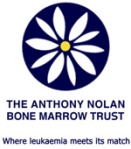 THE ANTHONY NOLAN
BONE MARROW TRUST
Where leukaemia meets its match